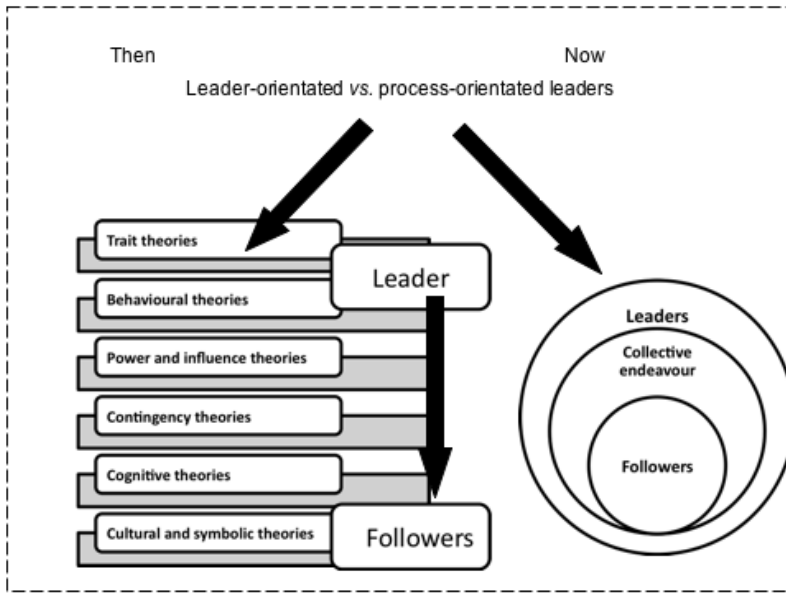 Then
Now
Leader-orientated vs. process-orientated leaders
Trait theories
Leader
Behavioural theories
Power and influence theories
Contingency theories
Cognitive theories
Cultural and symbolic theories
Followers
Leaders
Collective
endeavour
Followers